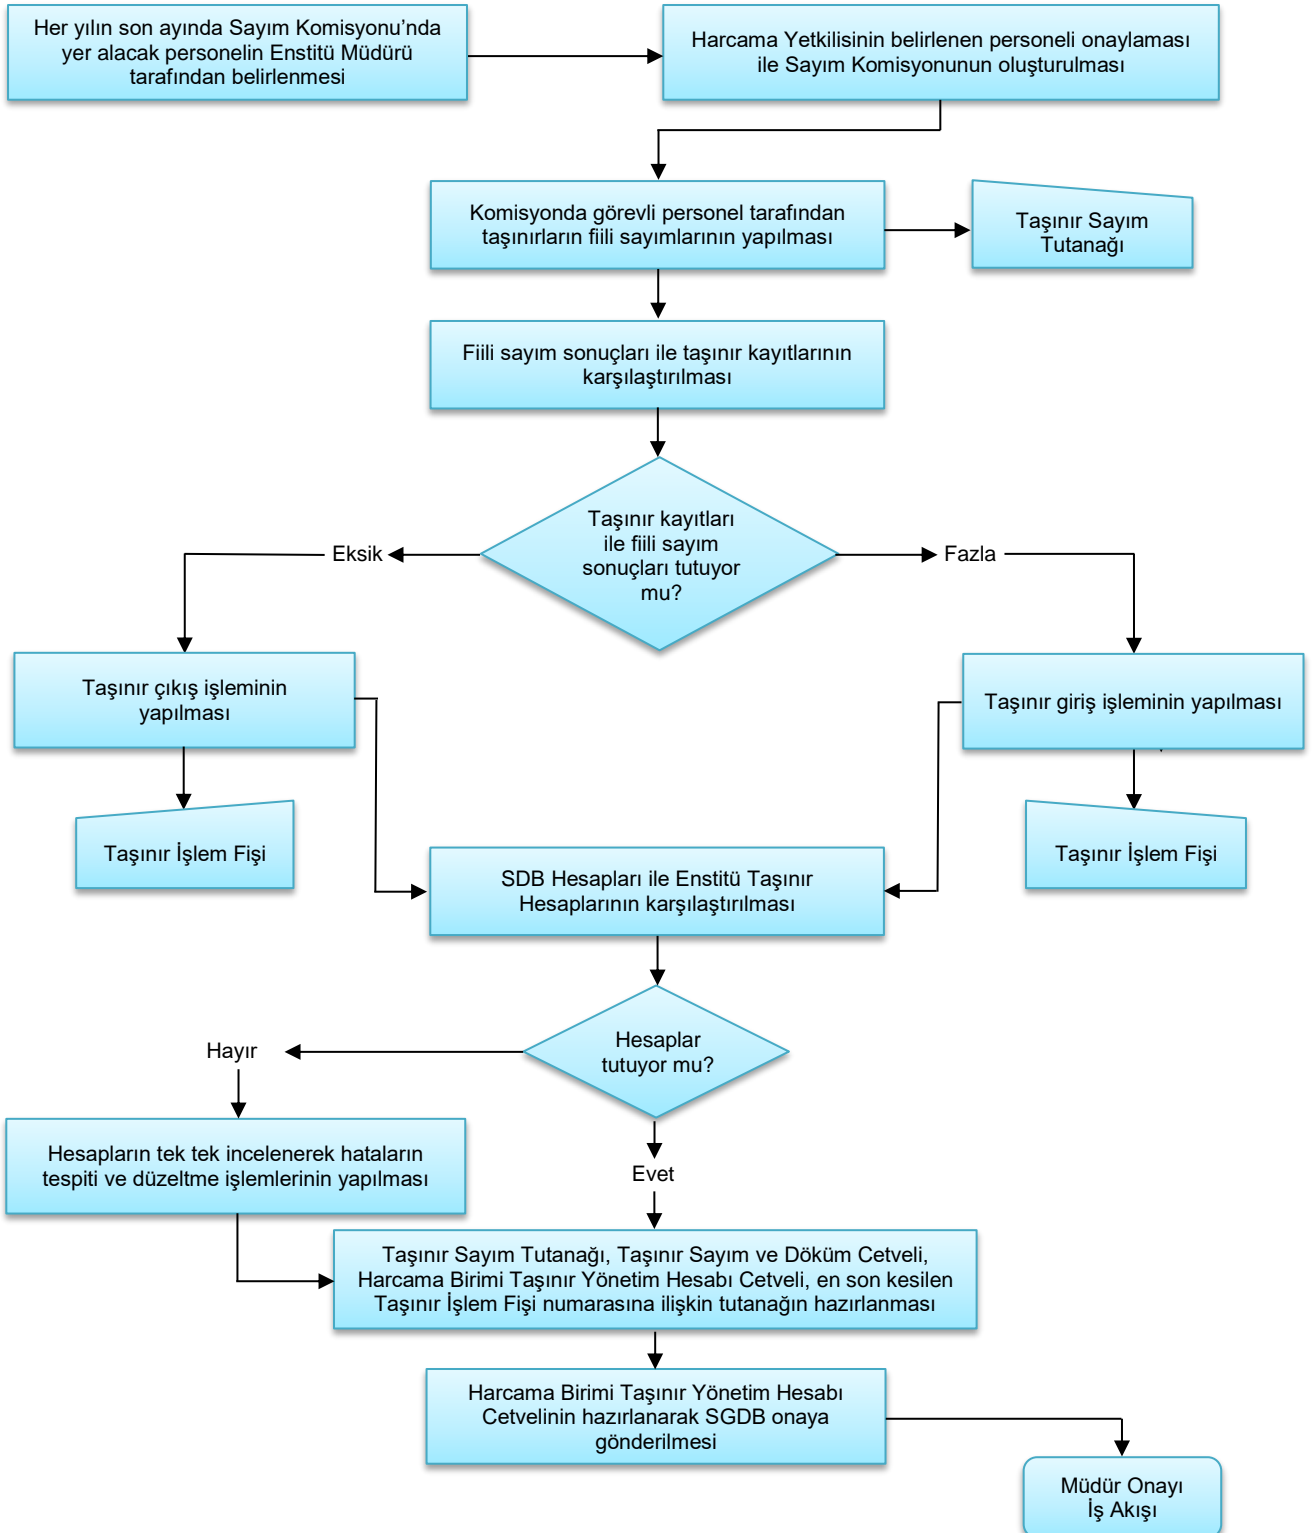 Her yılın son ayında Sayım Komisyonu’nda
yer alacak personelin Enstitü Müdürü
tarafından belirlenmesi
Harcama Yetkilisinin belirlenen personeli onaylaması
ile Sayım Komisyonunun oluşturulması
Komisyonda görevli personel tarafından
taşınırların fiili sayımlarının yapılması
Taşınır Sayım
Tutanağı
Fiili sayım sonuçları ile taşınır kayıtlarının
karşılaştırılması
Taşınır kayıtları
ile fiili sayım
sonuçları tutuyor
mu?
Eksik
Fazla
Taşınır çıkış işleminin
yapılması
Taşınır giriş işleminin yapılması
Taşınır İşlem Fişi
Taşınır İşlem Fişi
SDB Hesapları ile Enstitü Taşınır
Hesaplarının karşılaştırılması
Hesaplar
tutuyor mu?
Hayır
Hesapların tek tek incelenerek hataların
tespiti ve düzeltme işlemlerinin yapılması
Evet
Taşınır Sayım Tutanağı, Taşınır Sayım ve Döküm Cetveli,
Harcama Birimi Taşınır Yönetim Hesabı Cetveli, en son kesilen
Taşınır İşlem Fişi numarasına ilişkin tutanağın hazırlanması
Harcama Birimi Taşınır Yönetim Hesabı
Cetvelinin hazırlanarak SGDB onaya
gönderilmesi
Müdür Onayı
İş Akışı